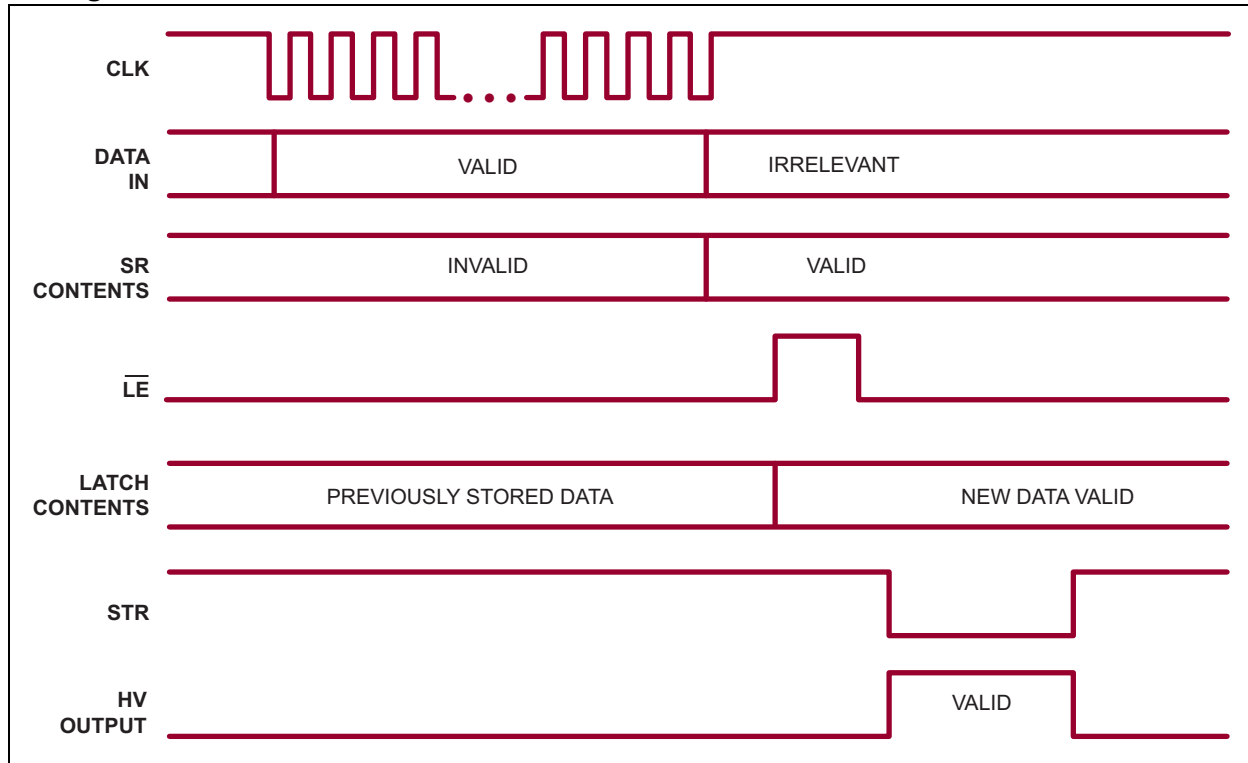 CLK
DATA
IN
VALID
IRRELEVANT
SR
CONTENTS
INVALID
VALID
LE
LATCH
CONTENTS
PREVIOUSLY STORED DATA
NEW DATA VALID
STR
HV
OUTPUT
VALID